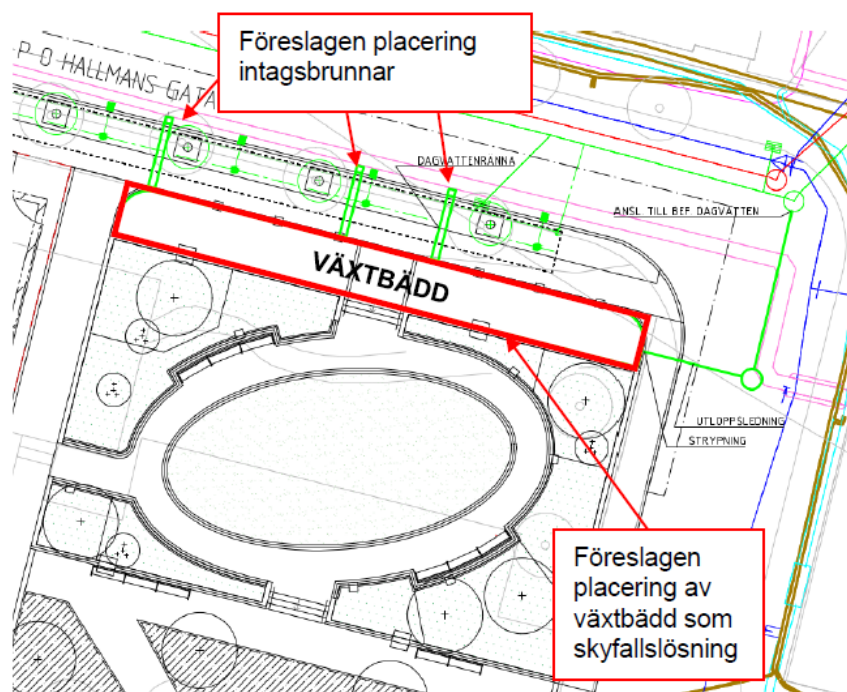 Föreslagen placering
intagsbrunnar
P O HALLMANS GATA
DAGVATTENRÄNNA
ANSL TILL BEF. DAGVATTEN
VÄXTBÄDD
UTLOPPSLEDNING
STRYPNING
Föreslagen
placering av
växtbädd som
skyfallslösning